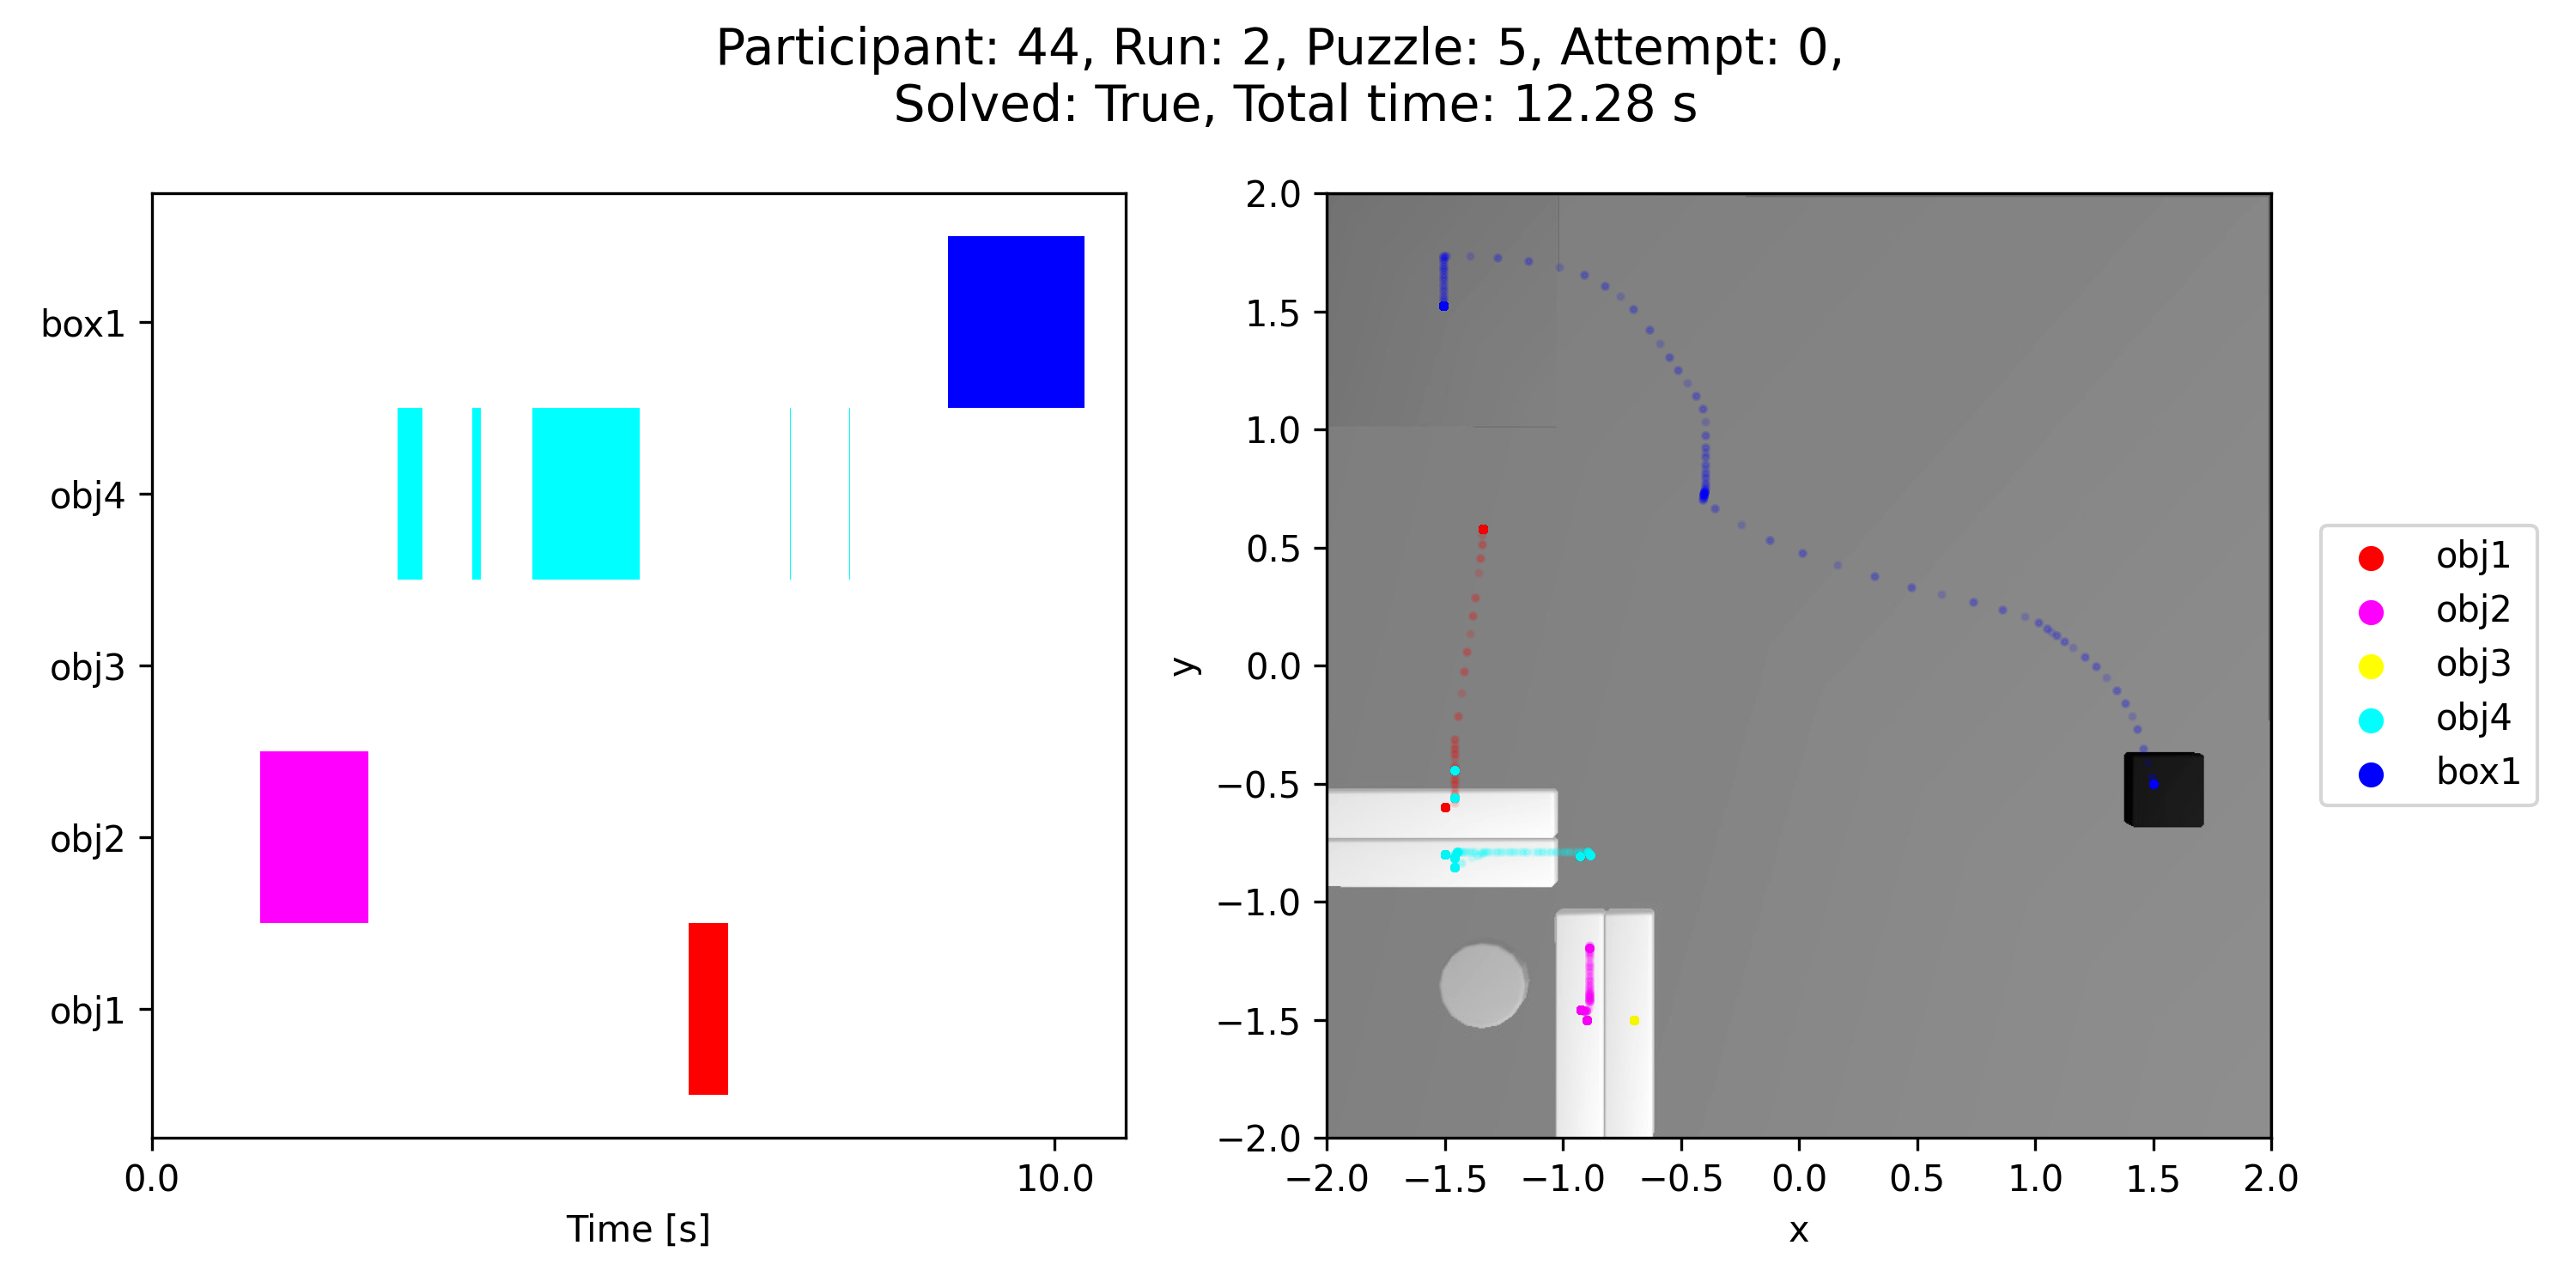 Participant: 44, Run: 2, Puzzle: 5, Attempt: 0,
Solved: True, Total time: 12.28 s
box1
obj4
obj3
obj2
obj1
0.0
10.0
Time [s]
2.0
1.5
1.0
0.5
0.0
−0.5
−1.0
−1.5
−2.0
y
−2.0
−1.5
−1.0
−0.5
0.0
0.5
1.0
1.5
2.0
x
obj1
obj2
obj3
obj4
box1